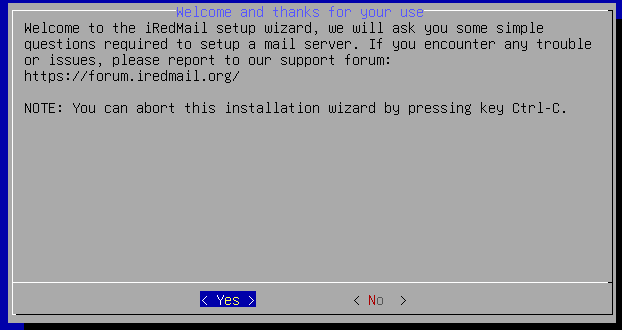 Welcome and thanks for your use
Welcome to the iRedMail setup wizard, we will ask you some simple
questions required to setup a mail server. If you encounter any trouble
or issues, please report to our support forum:
https://forum.iredmail.org/
NOTE: You can abort this installation wizard by pressing key Ctrl-C.
< Yes > < No >